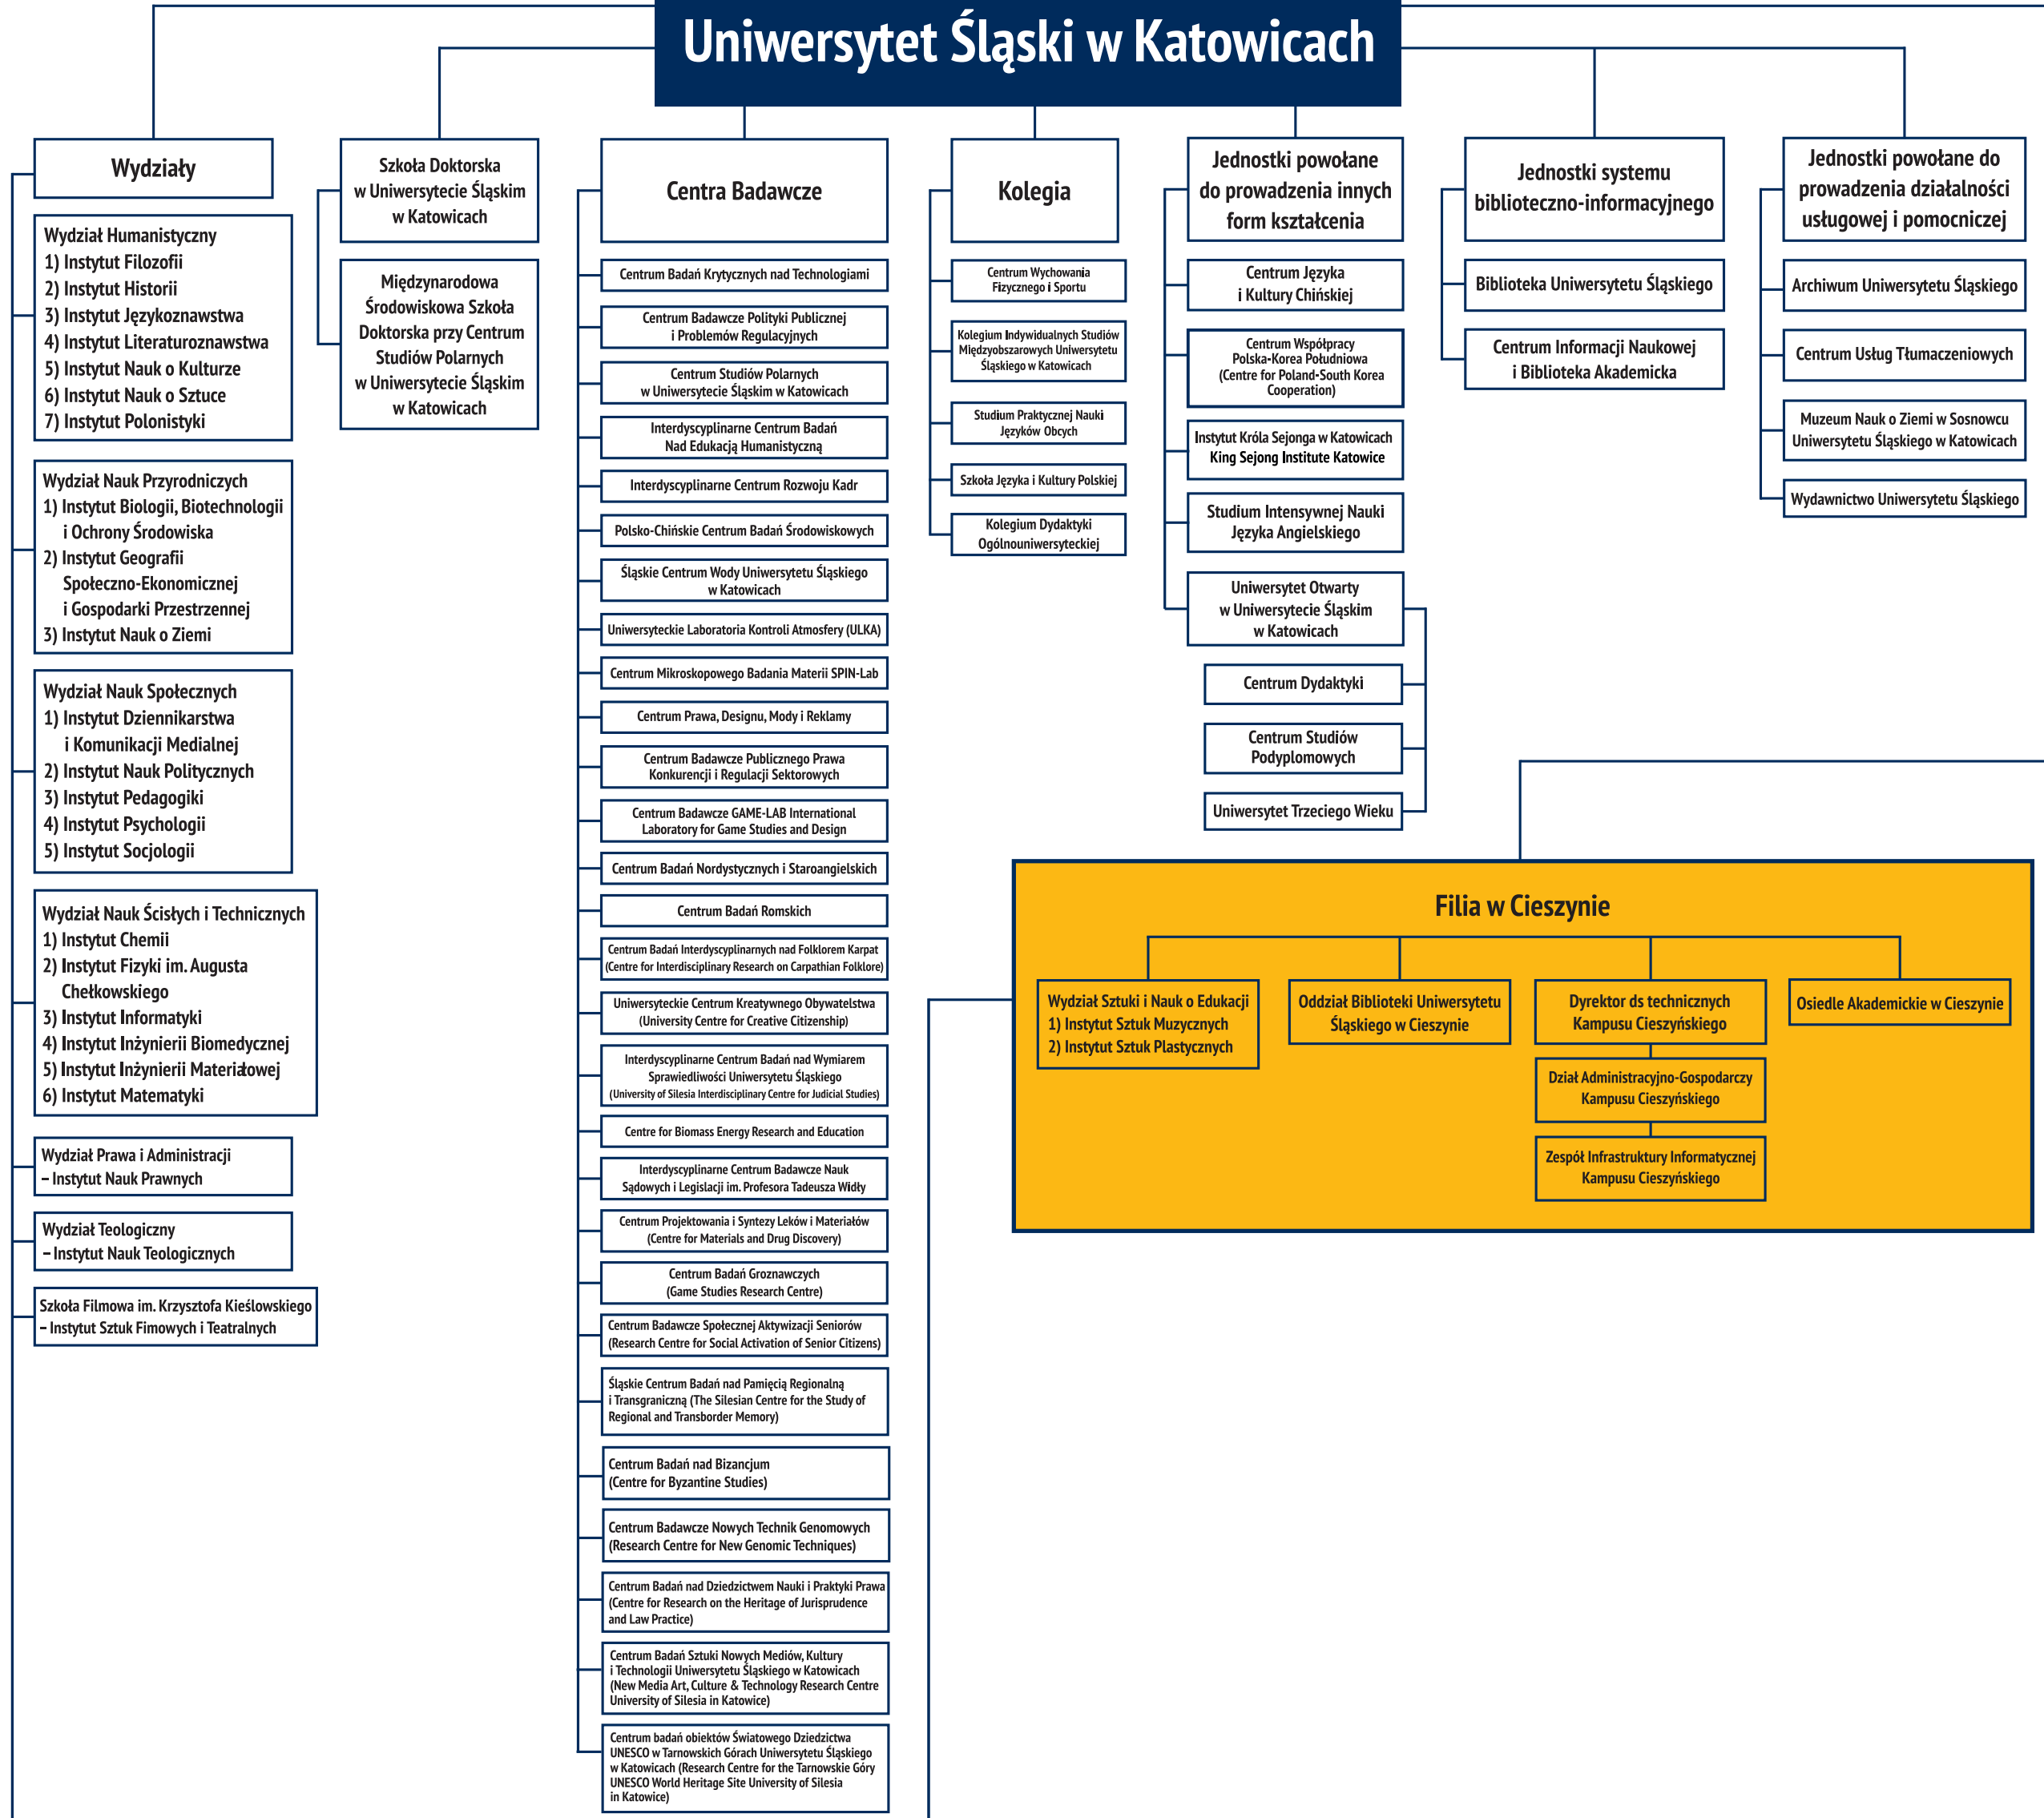 Uniwersytet Śląski w Katowicach
Wydziały
Wydział Humanistyczny
1) Instytut Filozofii
2) Instytut Historii
3) Instytut Językoznawstwa
4) Instytut Literaturoznawstwa
5) Instytut Nauk o Kulturze
6) Instytut Nauk o Sztuce
7) Instytut Polonistyki
Wydział Nauk Przyrodniczych
1) Instytut Biologii, Biotechnologii
i Ochrony Środowiska
2) Instytut Geografii
Społeczno-Ekonomicznej
i Gospodarki Przestrzennej
3) Instytut Nauk o Ziemi
Wydział Nauk Społecznych
1) Instytut Dziennikarstwa
i Komunikacji Medialnej
2) Instytut Nauk Politycznych
3) Instytut Pedagogiki
4) Instytut Psychologii
5) Instytut Socjologii
Wydział Nauk Ścisłych i Technicznych
1) Instytut Chemii
2) Instytut Fizyki im. Augusta
Chełkowskiego
3) Instytut Informatyki
4) Instytut Inżynierii Biomedycznej
5) Instytut Inżynierii Materiałowej
6) Instytut Matematyki
Wydział Prawa i Administracji
– Instytut Nauk Prawnych
Wydział Teologiczny
– Instytut Nauk Teologicznych
Szkoła Filmowa im. Krzysztofa Kieślowskiego
– Instytut Sztuk Fimowych i Teatralnych
Szkoła Doktorska
w Uniwersytecie Śląskim
w Katowicach
Międzynarodowa
Środowiskowa Szkoła
Doktorska przy Centrum
Studiów Polarnych
w Uniwersytecie Śląskim
w Katowicach
Centra Badawcze
Centrum Badań Krytycznych nad Technologiami
Centrum Badawcze Polityki Publicznej
i Problemów Regulacyjnych
Centrum Studiów Polarnych
w Uniwersytecie Śląskim w Katowicach
Interdyscyplinarne Centrum Badań
Nad Edukacją Humanistyczną
Interdyscyplinarne Centrum Rozwoju Kadr
Polsko-Chińskie Centrum Badań Środowiskowych
Śląskie Centrum Wody Uniwersytetu Śląskiego
w Katowicach
Uniwersyteckie Laboratoria Kontroli Atmosfery (ULKA)
Centrum Mikroskopowego Badania Materii SPIN-Lab
Centrum Prawa, Designu, Mody i Reklamy
Centrum Badawcze Publicznego Prawa
Konkurencji i Regulacji Sektorowych
Centrum Badawcze GAME-LAB International
Laboratory for Game Studies and Design
Centrum Badań Nordystycznych i Staroangielskich
Centrum Badań Romskich
Centrum Badań Interdyscyplinarnych nad Folklorem Karpat
(Centre for Interdisciplinary Research on Carpathian Folklore)
Uniwersyteckie Centrum Kreatywnego Obywatelstwa
(University Centre for Creative Citizenship)
Interdyscyplinarne Centrum Badań nad Wymiarem
Sprawiedliwości Uniwersytetu Śląskiego
(University of Silesia Interdisciplinary Centre for Judicial Studies)
Centre for Biomass Energy Research and Education
Interdyscyplinarne Centrum Badawcze Nauk
Sądowych i Legislacji im. Profesora Tadeusza Widły
Centrum Projektowania i Syntezy Leków i Materiałów
(Centre for Materials and Drug Discovery)
Centrum Badań Groznawczych
(Game Studies Research Centre)
Centrum Badawcze Społecznej Aktywizacji Seniorów
(Research Centre for Social Activation of Senior Citizens)
Śląskie Centrum Badań nad Pamięcią Regionalną
i Transgraniczną (The Silesian Centre for the Study of
Regional and Transborder Memory)
Centrum Badań nad Bizancjum
(Centre for Byzantine Studies)
Centrum Badawcze Nowych Technik Genomowych
(Research Centre for New Genomic Techniques)
Centrum Badań nad Dziedzictwem Nauki i Praktyki Prawa
(Centre for Research on the Heritage of Jurisprudence
and Law Practice)
Centrum Badań Sztuki Nowych Mediów, Kultury
i Technologii Uniwersytetu Śląskiego w Katowicach
(New Media Art, Culture & Technology Research Centre
University of Silesia in Katowice)
Centrum badań obiektów Światowego Dziedzictwa
UNESCO w Tarnowskich Górach Uniwersytetu Śląskiego
w Katowicach (Research Centre for the Tarnowskie Góry
UNESCO World Heritage Site University of Silesia
in Katowice)
Kolegia
Centrum Wychowania
Fizycznego i Sportu
Kolegium Indywidualnych Studiów
Międzyobszarowych Uniwersytetu
Śląskiego w Katowicach
Studium Praktycznej Nauki
Języków Obcych
Szkoła Języka i Kultury Polskiej
Kolegium Dydaktyki
Ogólnouniwersyteckiej
Jednostki powołane
do prowadzenia innych
form kształcenia
Centrum Języka
i Kultury Chińskiej
Centrum Współpracy
Polska-Korea Południowa
(Centre for Poland-South Korea
Cooperation)
Instytut Króla Sejonga w Katowicach
King Sejong Institute Katowice
Studium Intensywnej Nauki
Języka Angielskiego
Uniwersytet Otwarty
w Uniwersytecie Śląskim
w Katowicach
Centrum Dydaktyki
Centrum Studiów
Podyplomowych
Uniwersytet Trzeciego Wieku
Jednostki systemu
biblioteczno-informacyjnego
Biblioteka Uniwersytetu Śląskiego
Centrum Informacji Naukowej
i Biblioteka Akademicka
Jednostki powołane do
prowadzenia działalności
usługowej i pomocniczej
Archiwum Uniwersytetu Śląskiego
Centrum Usług Tłumaczeniowych
Muzeum Nauk o Ziemi w Sosnowcu
Uniwersytetu Śląskiego w Katowicach
Wydawnictwo Uniwersytetu Śląskiego
Filia w Cieszynie
Wydział Sztuki i Nauk o Edukacji
1) Instytut Sztuk Muzycznych
2) Instytut Sztuk Plastycznych
Oddział Biblioteki Uniwersytetu
Śląskiego w Cieszynie
Dyrektor ds technicznych
Kampusu Cieszyńskiego
Dział Administracyjno-Gospodarczy
Kampusu Cieszyńskiego
Zespół Infrastruktury Informatycznej
Kampusu Cieszyńskiego
Osiedle Akademickie w Cieszynie